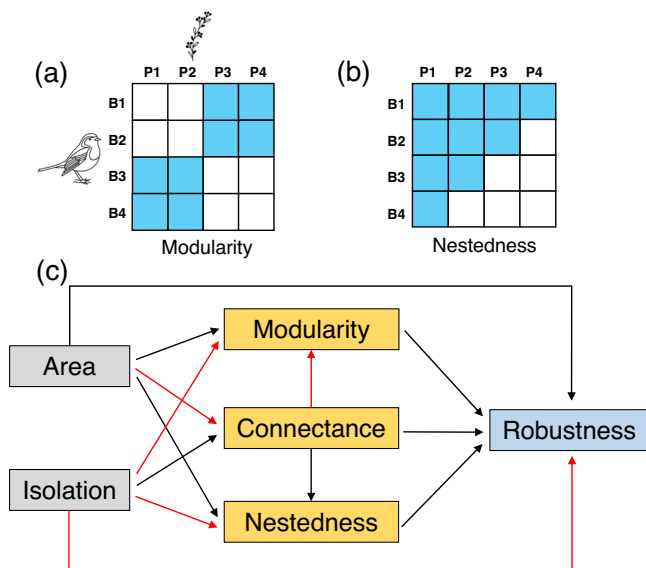 (a)
P1 P2 P3 P4
B1
B2
B3
B4
Modularity
(b)
P1 P2 P3 P4
B1
B2
B3
B4
Nestedness
(c)
Modularity
Area
Connectance
Robustness
Isolation
Nestedness